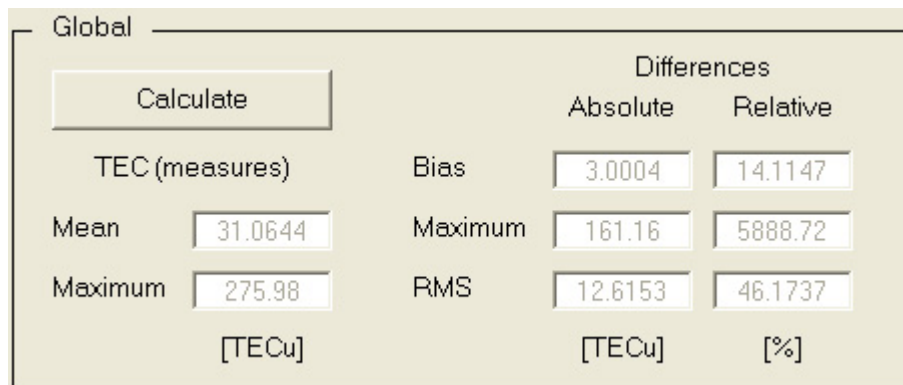 Global
Differences
Calculate
Absolute Relative
TEC (measures) Bias 3.0004 14.1147
Mean 31.0644 Maximum 161.16 5888.72
Maximum 275.98 RMS 12.6153 46.1737
[TECu] [TECu] [%]